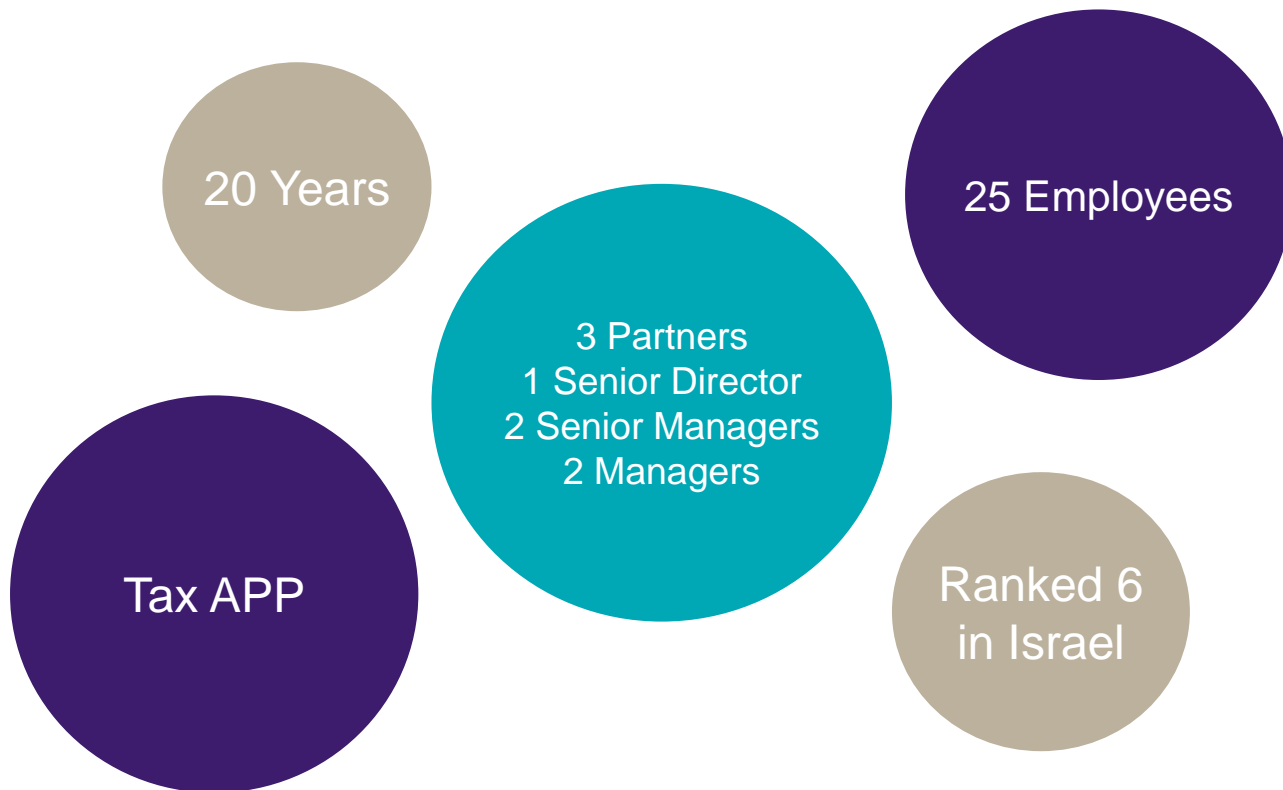 20 Years
25 Employees
3 Partners
1 Senior Director
2 Senior Managers
2 Managers
Tax APP
Ranked 6
in Israel